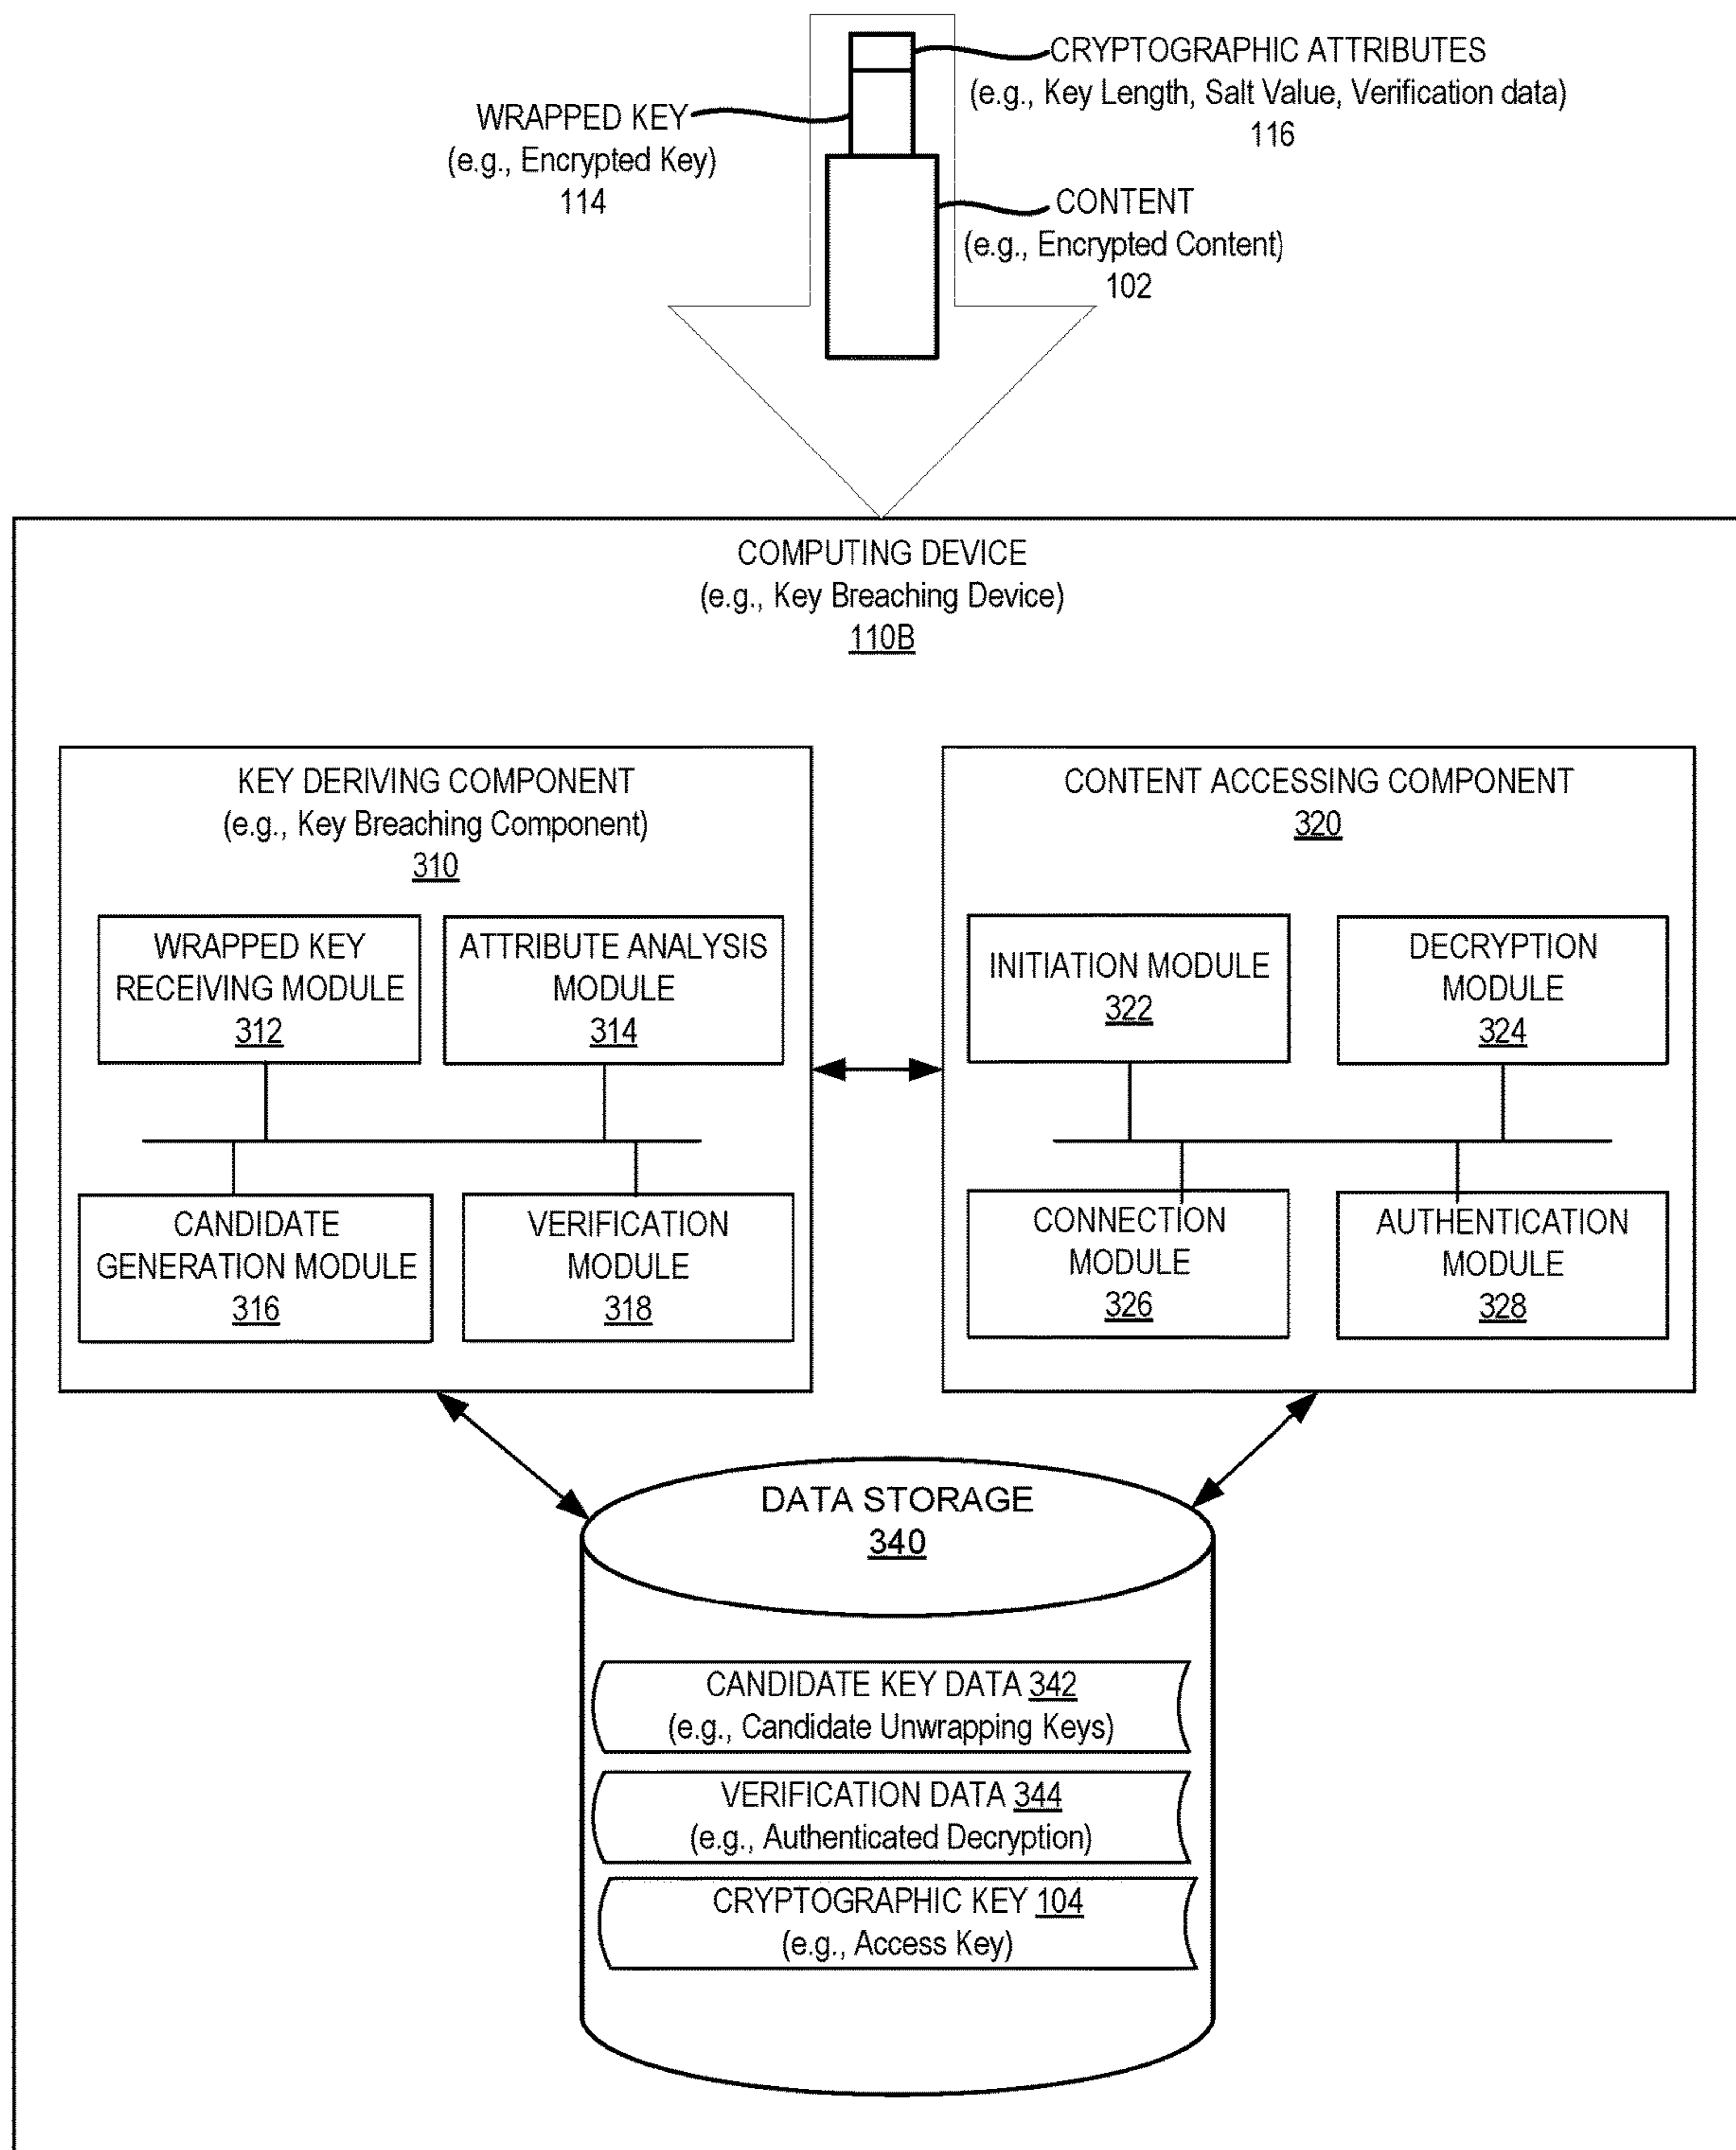 CRYPTOGRAPHIC ATTRIBUTES
(e.g., Key Length, Salt Value, Verification data)
116
WRAPPED KEY
(e.g., Encrypted Key)
114
CONTENT
(e.g., Encrypted Content)
102
COMPUTING DEVICE
(e.g., Key Breaching Device)
110B
KEY DERIVING COMPONENT
(e.g., Key Breaching Component)
310
WRAPPED KEY
RECEIVING MODULE
312
ATTRIBUTE ANALYSIS
MODULE
314
CANDIDATE
GENERATION MODULE
316
VERIFICATION
MODULE
318
CONTENT ACCESSING COMPONENT
320
INITIATION MODULE
322
DECRYPTION
MODULE
324
CONNECTION
MODULE
326
AUTHENTICATION
MODULE
328
DATA STORAGE
340
CANDIDATE KEY DATA 342
(e.g., Candidate Unwrapping Keys)
VERIFICATION DATA 344
(e.g., Authenticated Decryption)
CRYPTOGRAPHIC KEY 104
(e.g., Access Key)